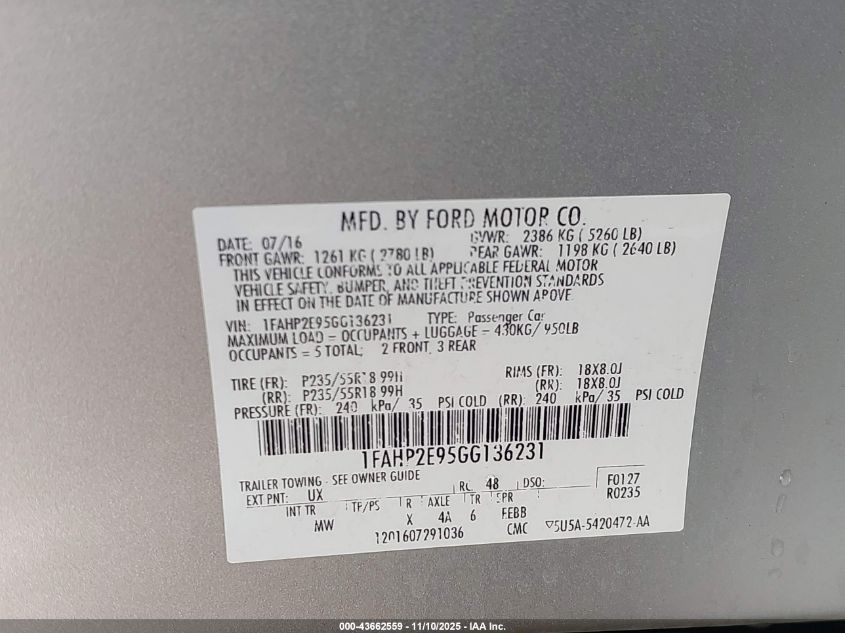 MFD. BY FORD MOTOR CO.
DATE: 07/16 GVWR: 2386 KG ( 5260 LB)
FRONT GAWR: 1261 KG ( 2780 LB) REAR GAWR: 1198 KG ( 2640 LB)
THIS VEHICLE CONFORMS TO ALL APPLICABLE FEDERAL MOTOR
VEHICLE SAFETY, BUMPER, AND THEFT PREVENTION STANDARDS
IN EFFECT ON THE DATE OF MANUFACTURE SHOWN ABOVE.
VIN: 1FAHP2E95GG136231 TYPE: Passenger Car
MAXIMUM LOAD = OCCUPANTS + LUGGAGE = 430KG/ 950LB
OCCUPANTS = 5 TOTAL; 2 FRONT, 3 REAR
TIRE (FR): P235/55R18 99H RIMS (FR): 18X8.0J
(RR): P235/55R18 99H (RR): 18X8.0J
PRESSURE (FR): 240 kPa/ 35 PSI COLD (RR): 240 kPa/ 35 PSI COLD
1FAHP2E95GG136231
TRAILER TOWING - SEE OWNER GUIDE
EXT PNT: UX RC: 48 DSO: F0127
INT TR TP/PS R AXLE TR SPR R0235
MW X 4A 6 FEBB
1201607291036 CMC ▽5U5A-5420472-AA
000-43662559 - 11/10/2025 - IAA Inc.